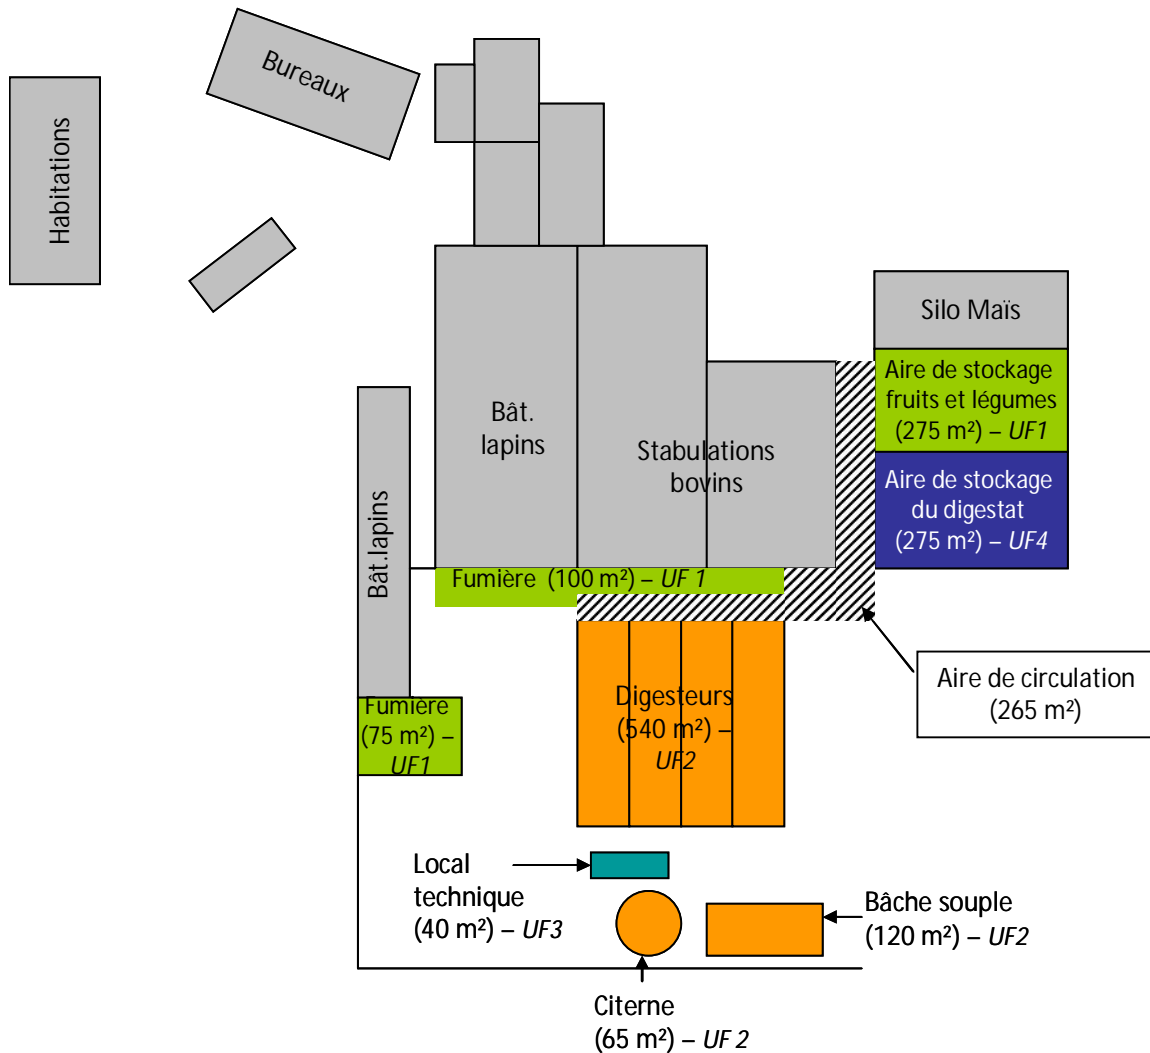 Bureaux
Habitations
Silo Maïs
Aire de stockage
fruits et légumes
(275 m²) – UF1
Bât.
lapins
Stabulations
bovins
Aire de stockage
du digestat
(275 m²) – UF4
Bât.lapins
Fumière (100 m²) – UF 1
Aire de circulation
(265 m²)
Fumière
(75 m²) –
UF1
Digesteurs
(540 m²) –
UF2
Local
technique
(40 m²) – UF3
Bâche souple
(120 m²) – UF2
Citerne
(65 m²) – UF 2